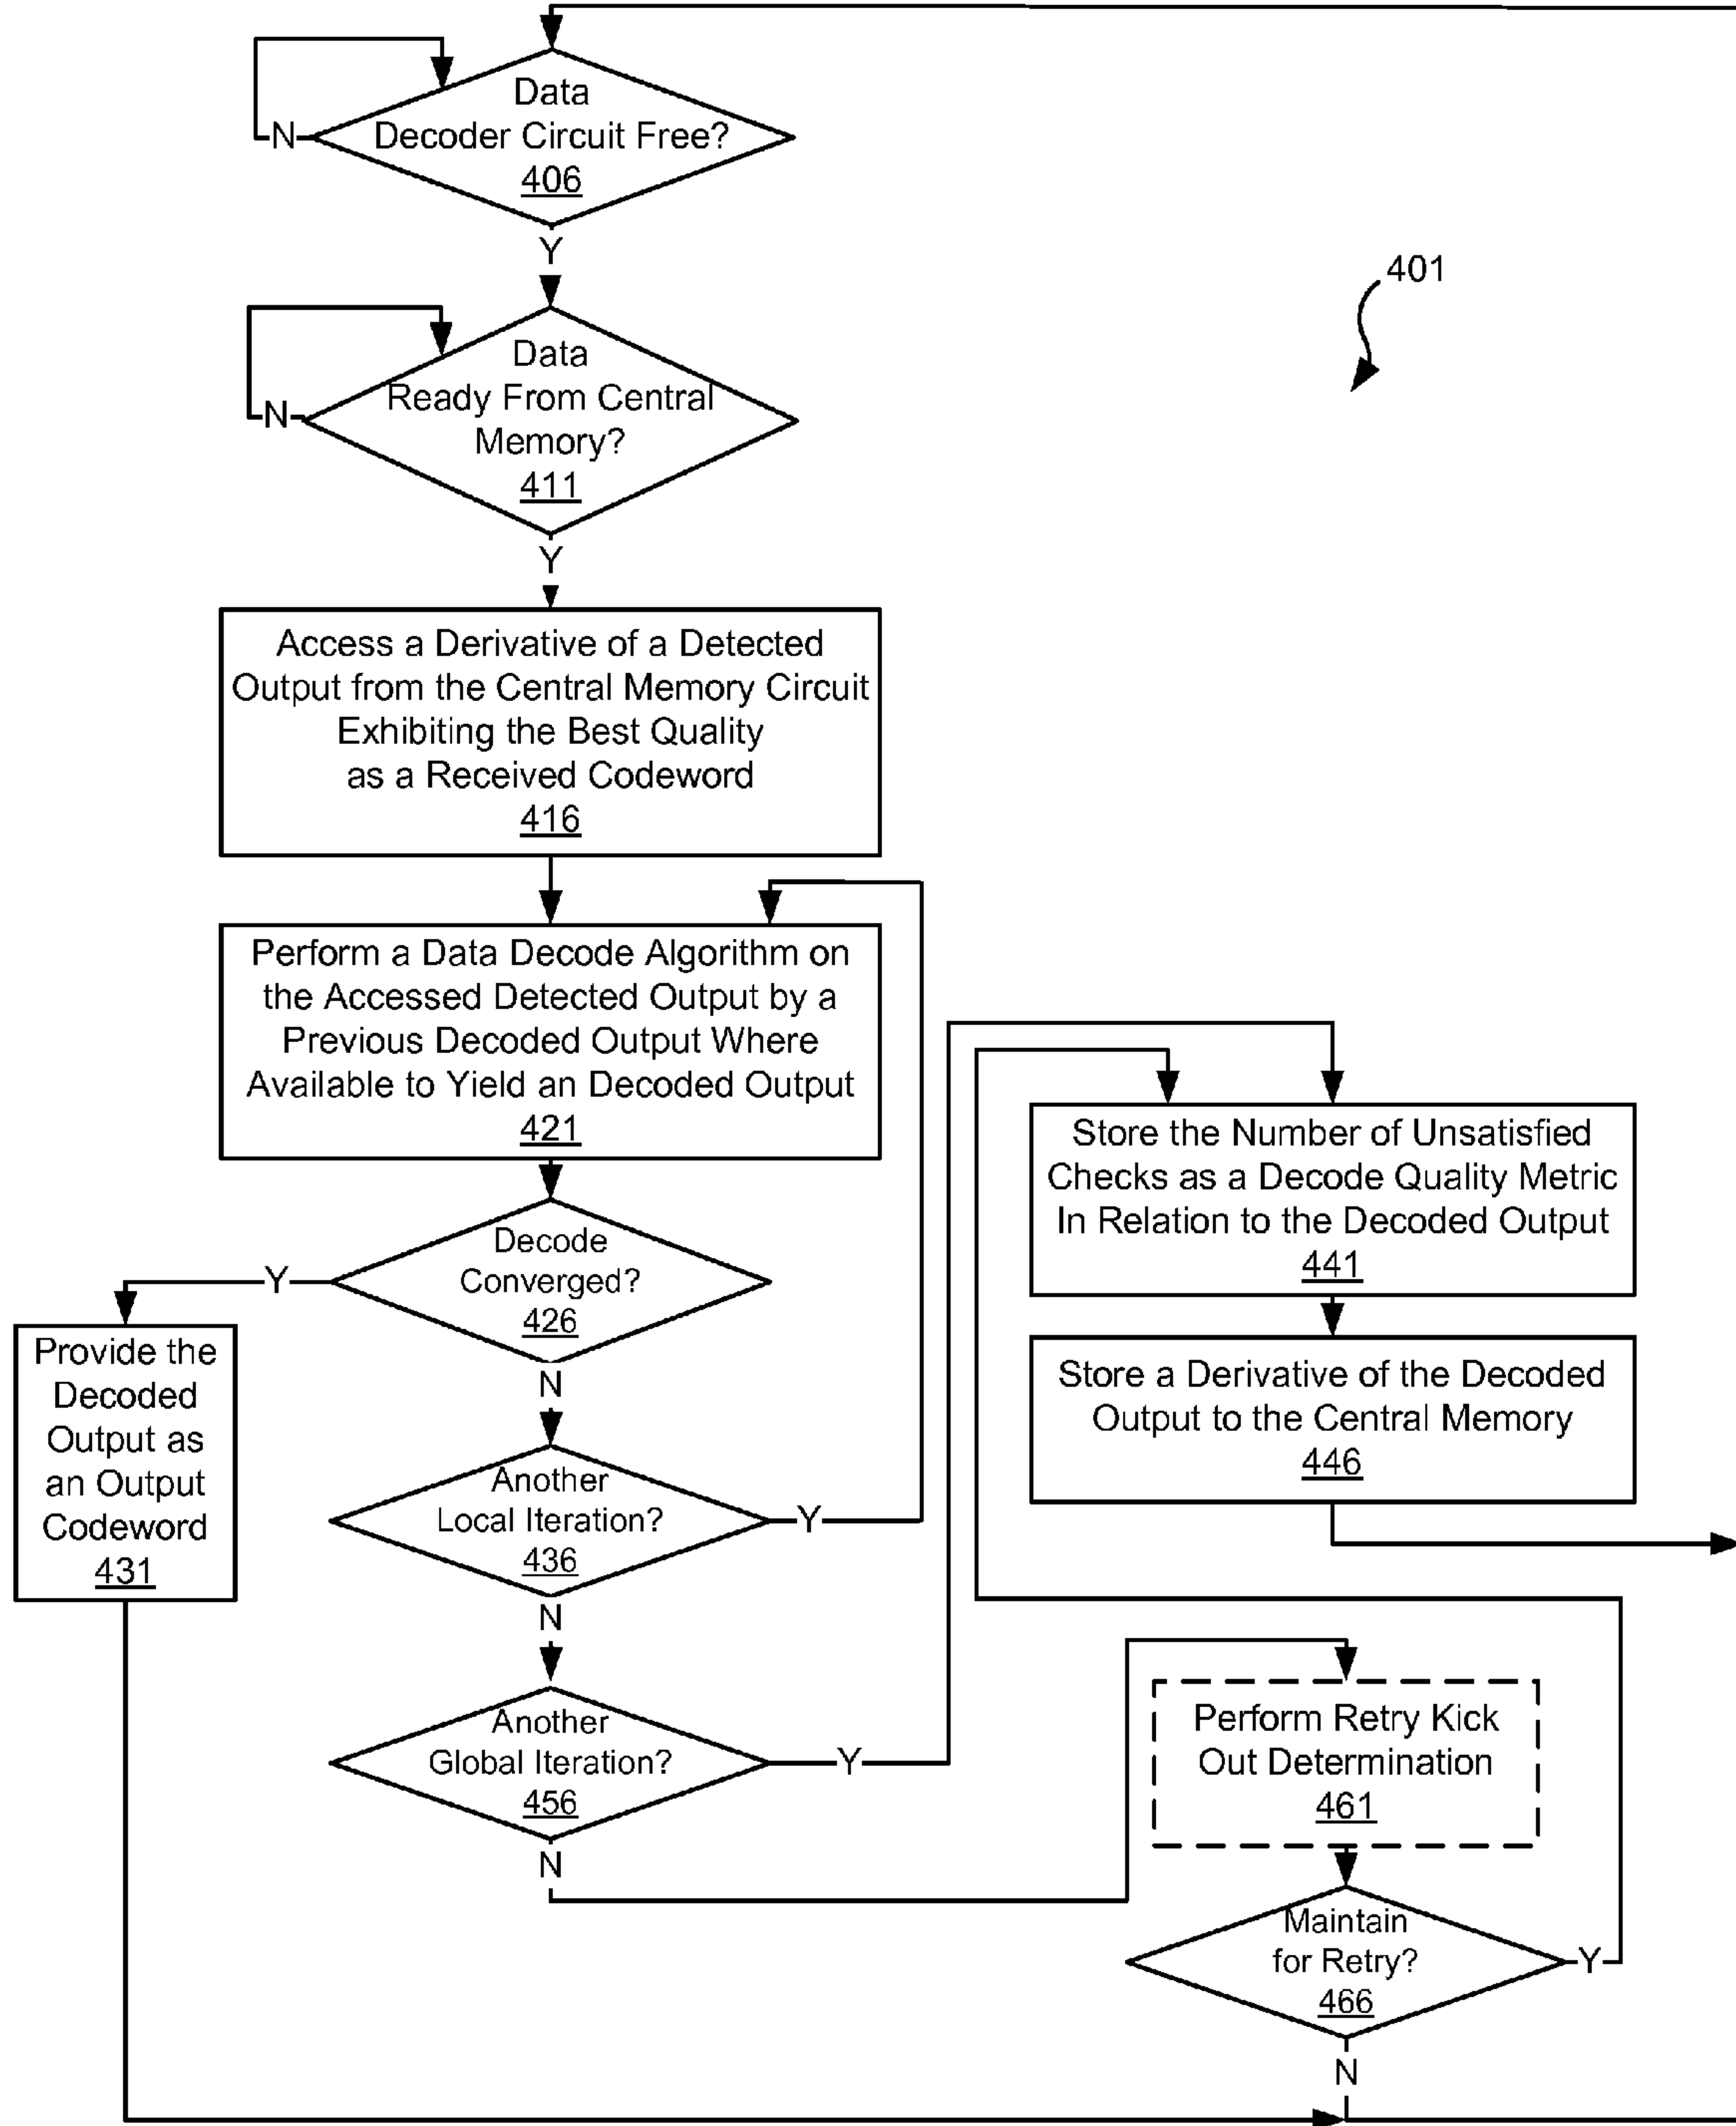 Data
Decoder Circuit Free?
406
N
Y
401
Data
Ready From Central
Memory?
411
N
Y
Access a Derivative of a Detected
Output from the Central Memory Circuit
Exhibiting the Best Quality
as a Received Codeword
416
Perform a Data Decode Algorithm on
the Accessed Detected Output by a
Previous Decoded Output Where
Available to Yield an Decoded Output
421
Decode
Converged?
426
Y
N
Provide the
Decoded
Output as
an Output
Codeword
431
Another
Local Iteration?
436
Y
N
Another
Global Iteration?
456
Y
N
Store the Number of Unsatisfied
Checks as a Decode Quality Metric
In Relation to the Decoded Output
441
Store a Derivative of the Decoded
Output to the Central Memory
446
Perform Retry Kick
Out Determination
461
Maintain
for Retry?
466
Y
N